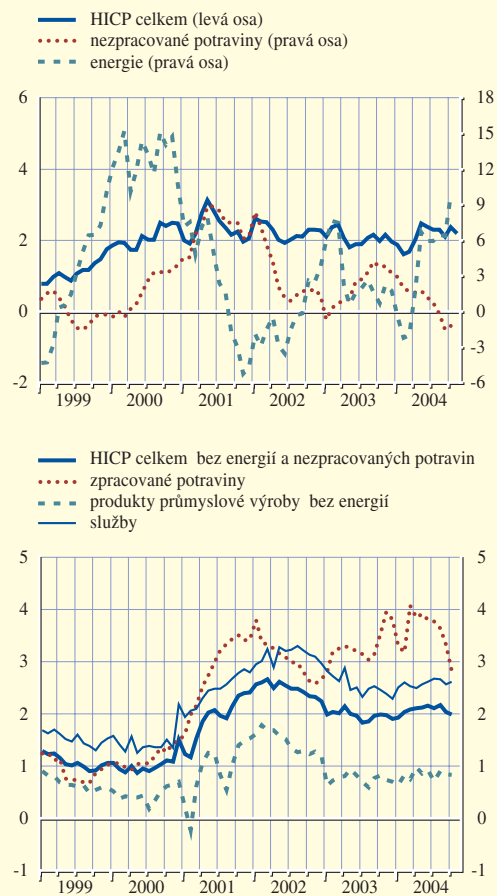 HICP celkem (levá osa)
nezpracované potraviny (pravá osa)
energie (pravá osa)
6 18
15
4 12
9
2 6
3
0 0
-3
-2 -6
1999 2000 2001 2002 2003 2004
HICP celkem bez energií a nezpracovaných potravin
zpracované potraviny
produkty průmyslové výroby bez energií
služby
5 5
4 4
3 3
2 2
1 1
0 0
-1 -1
1999 2000 2001 2002 2003 2004